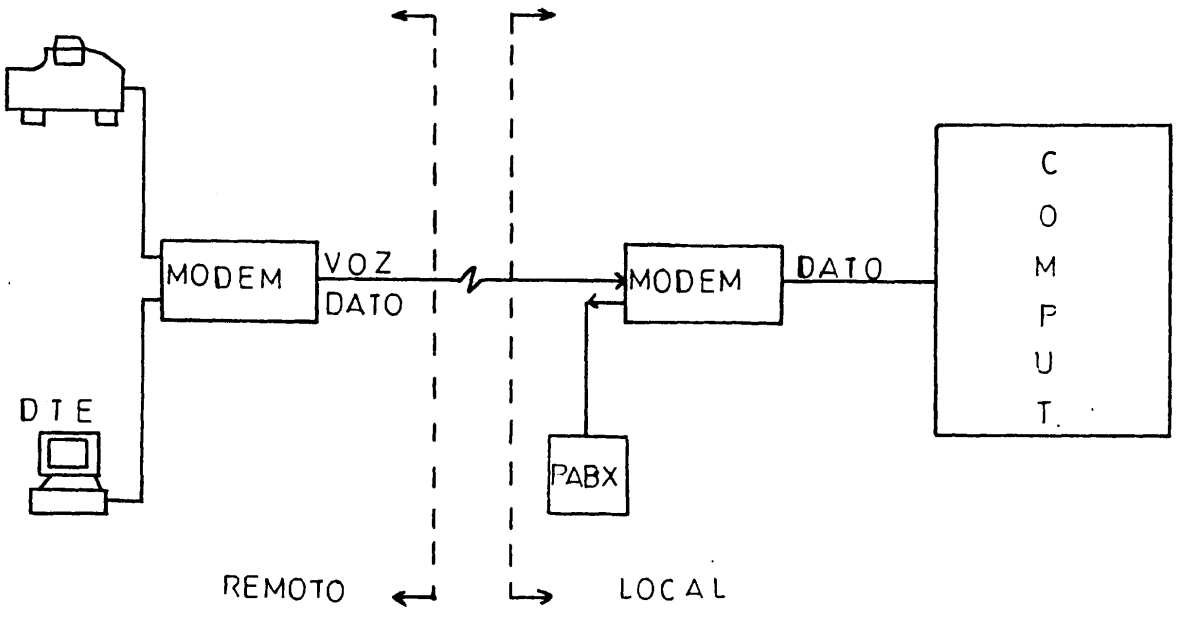 VOZ
MODEM
DATO
MODEM
DATO
C
O
M
P
U
T.
DTE
PABX
REMOTO
LOCAL